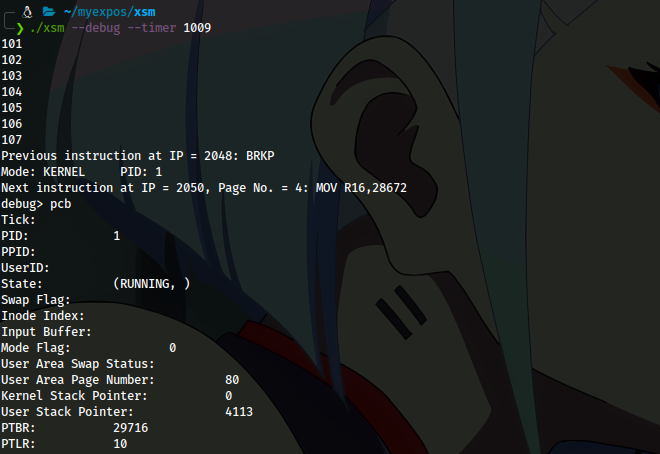 ~/myexpos/xsm
❯ ./xsm --debug --timer 1009
101
102
103
104
105
106
107
Previous instruction at IP = 2048: BRKP
Mode: KERNEL PID: 1
Next instruction at IP = 2050, Page No. = 4: MOV R16,28672
debug> pcb
Tick:
PID: 1
PPID:
UserID:
State: (RUNNING, )
Swap Flag:
Inode Index:
Input Buffer:
Mode Flag: 0
User Area Swap Status:
User Area Page Number: 80
Kernel Stack Pointer: 0
User Stack Pointer: 4113
PTBR: 29716
PTLR: 10